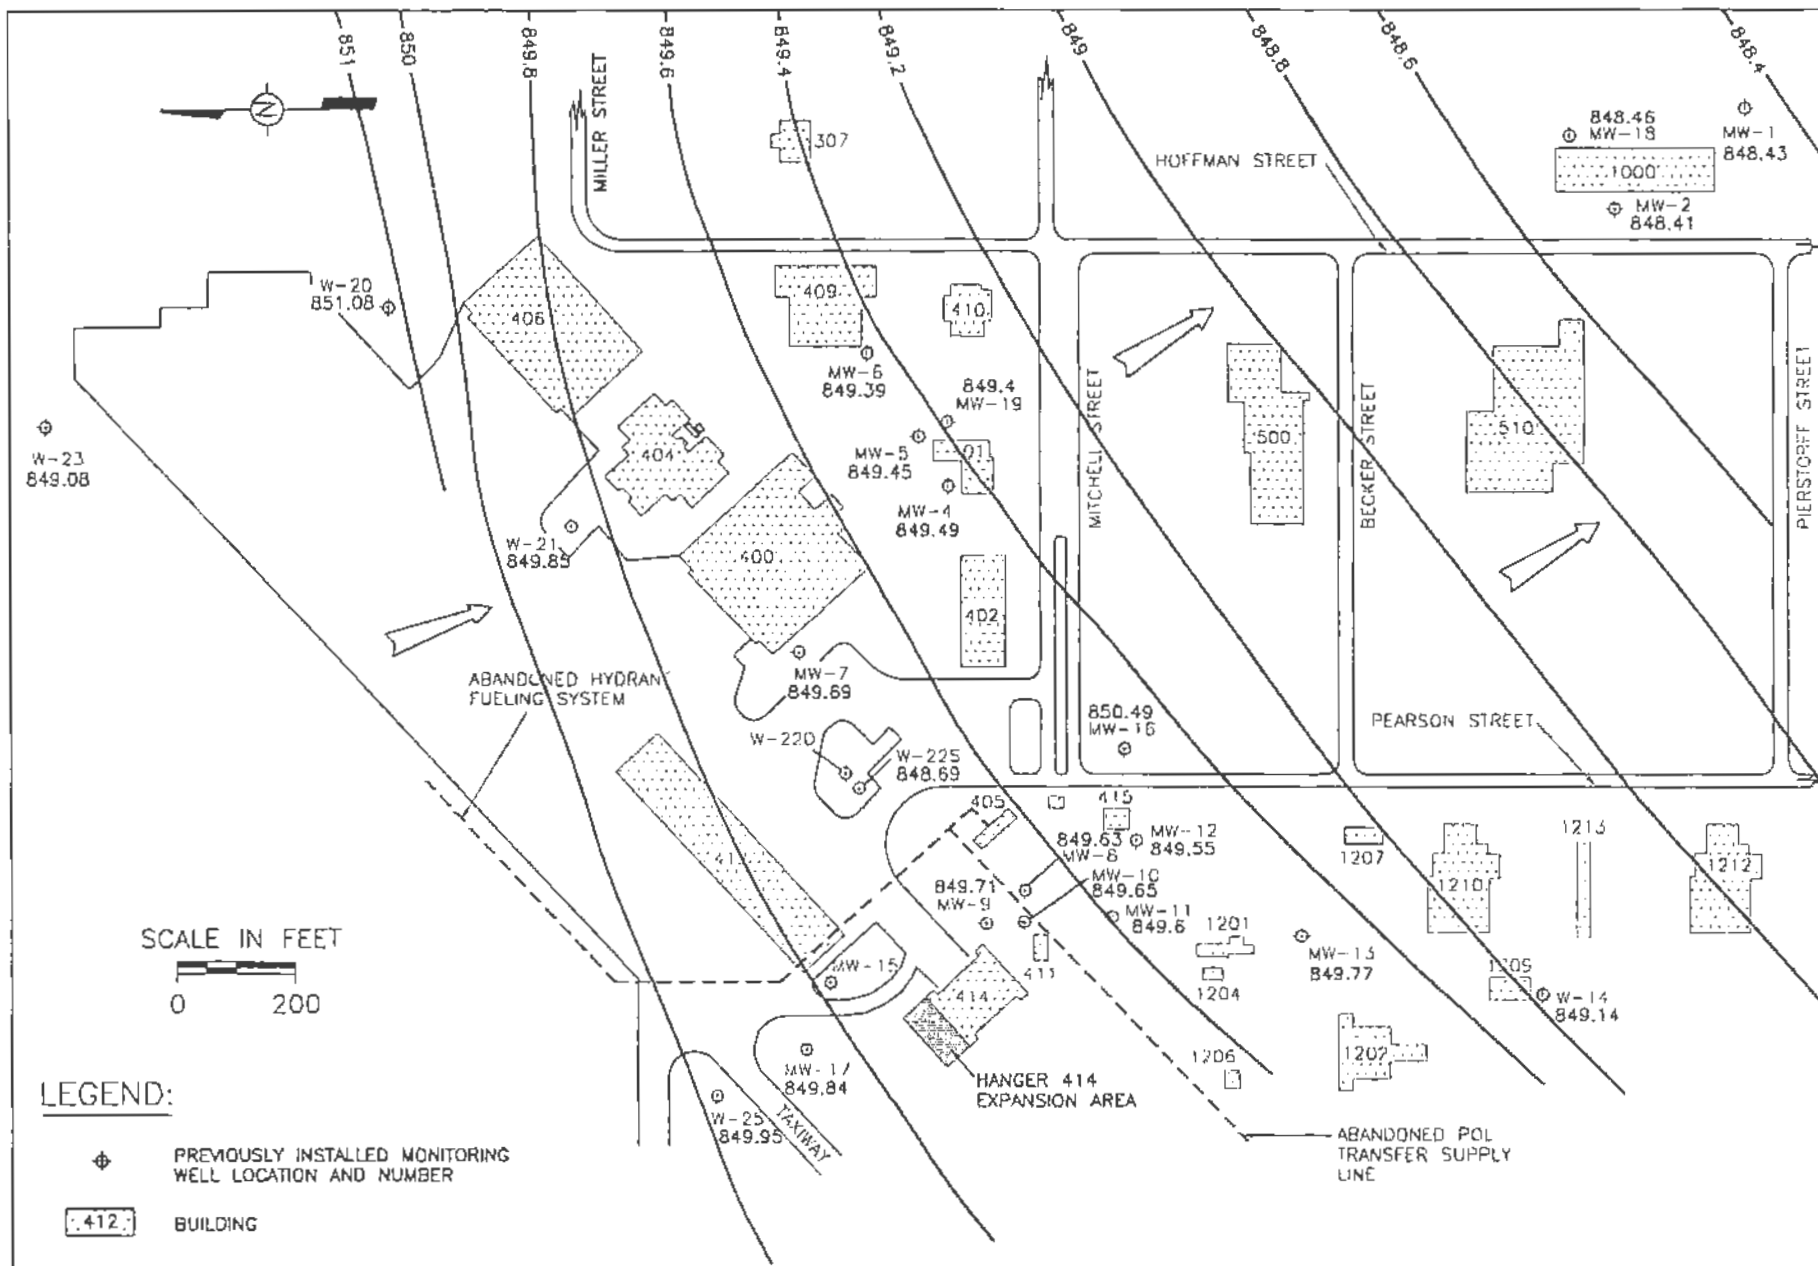 851
850
849.8
849.6
849.4
849.2
849
848.8
848.6
848.4
N
MILLER STREET
307
HOFFMAN STREET
848.46
MW-18
MW-1
848.43
1000
MW-2
848.41
W-20
851.08
406
409
410
MW-6
849.39
849.4
MW-19
MW-5
849.45
01
MW-4
849.49
W-23
849.08
404
400
402
W-21
849.85
MITCHELL STREET
500
BECKER STREET
510
PIERSTORFF STREET
ABANDONED HYDRAN
FUELING SYSTEM
MW-7
849.69
W-22D
W-22S
848.69
850.49
MW-16
PEARSON STREET
405
415
849.63
MW-8
MW-12
849.55
MW-10
849.65
849.71
MW-9
MW-11
849.6
1207
1210
1213
1212
1201
1204
MW-13
849.77
W-14
849.14
411
414
MW-15
MW-17
849.84
W-25
849.95
TAXIWAY
HANGER 414
EXPANSION AREA
1206
1202
ABANDONED POL
TRANSFER SUPPLY
LINE
SCALE IN FEET
0 200
LEGEND:
PREVIOUSLY INSTALLED MONITORING
WELL LOCATION AND NUMBER
412
BUILDING